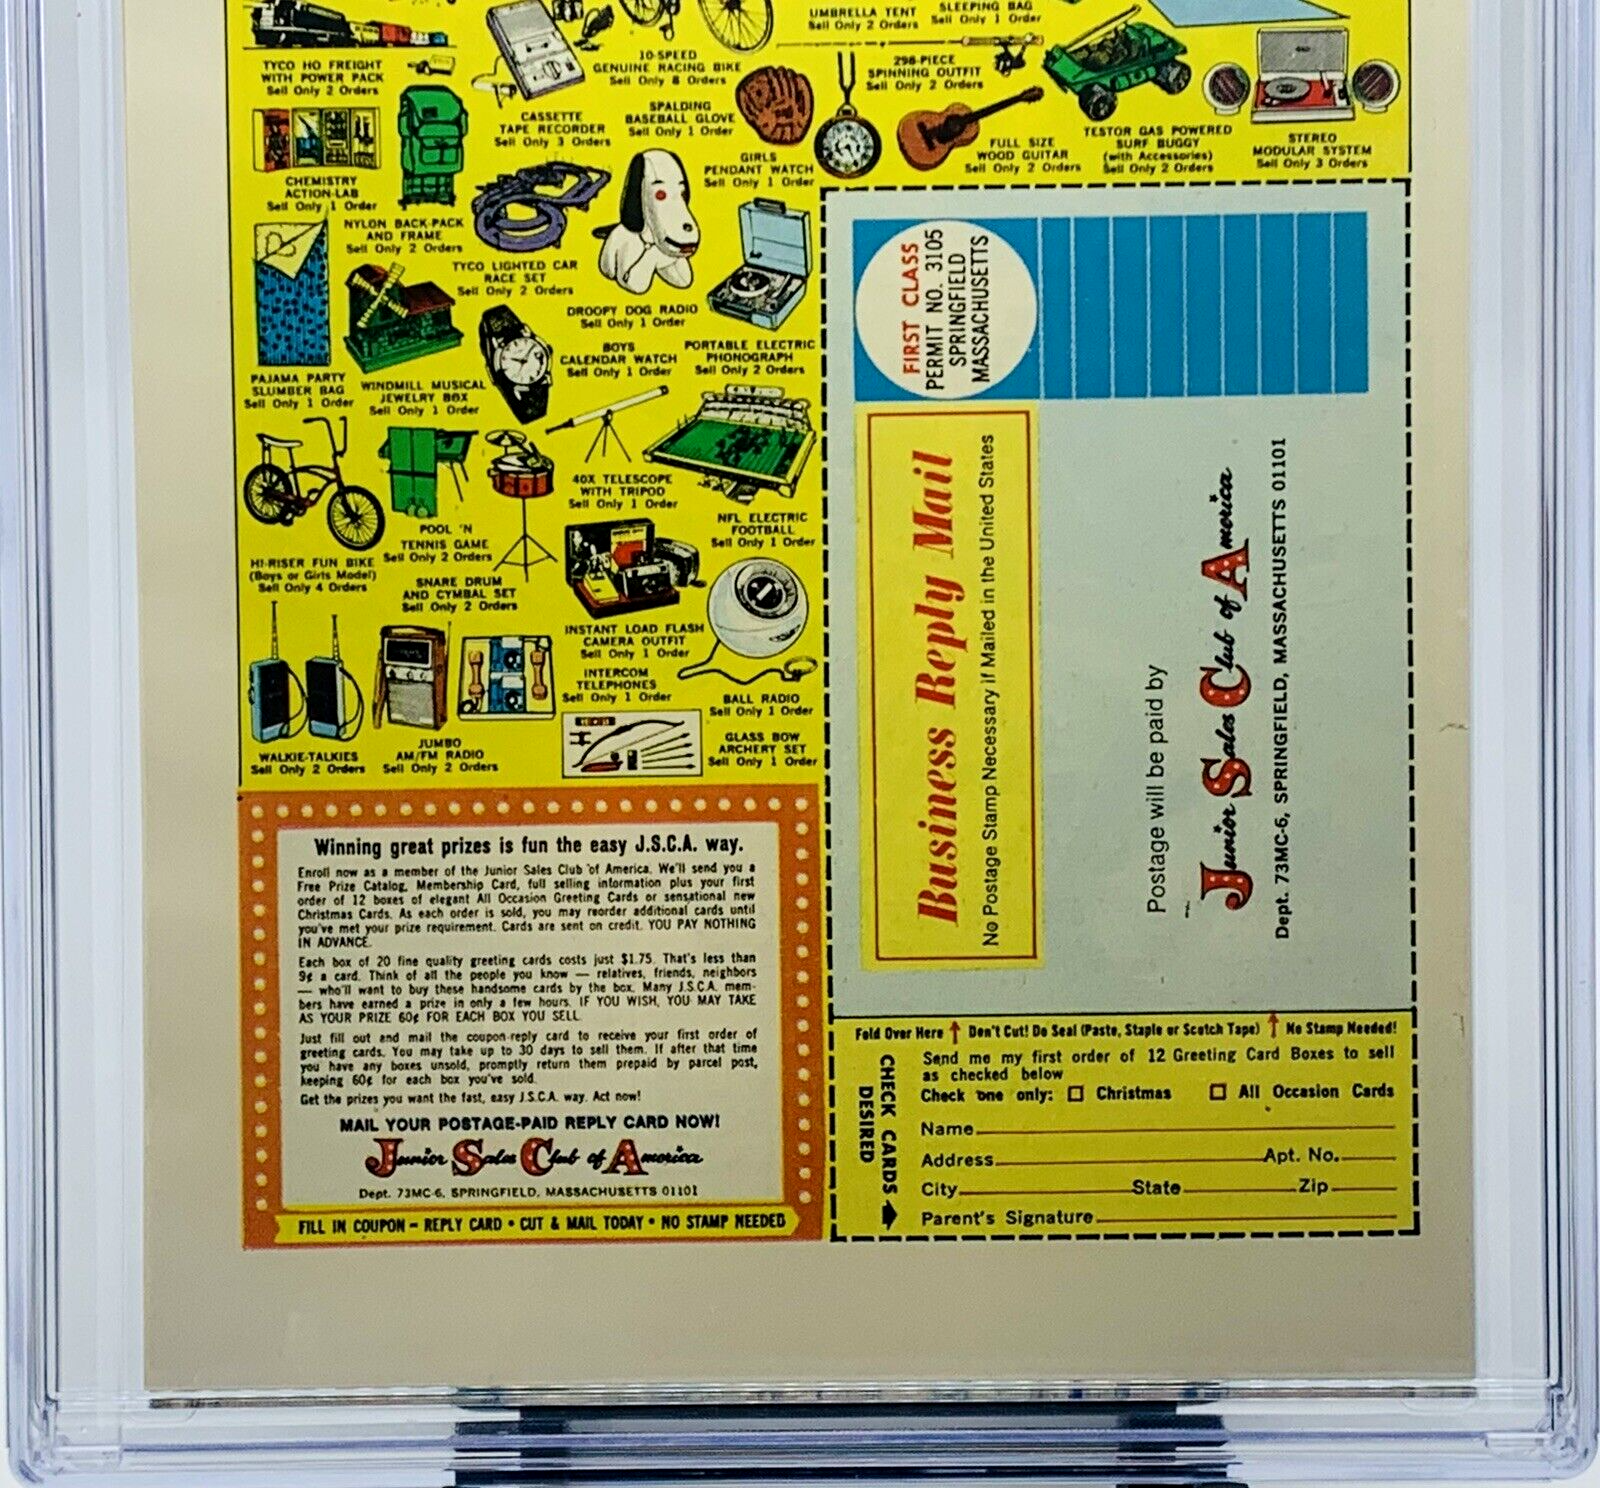 UMBRELLA TENT
Sell Only 2 Orders
SLEEPING BAG
Sell Only 1 Order
TYCO HO FREIGHT
WITH POWER PACK
Sell Only 2 Orders
10-SPEED
GENUINE RACING BIKE
Sell Only 8 Orders
298-PIECE
SPINNING OUTFIT
Sell Only 2 Orders
CASSETTE
TAPE RECORDER
Sell Only 3 Orders
SPALDING
BASEBALL GLOVE
Sell Only 1 Order
GIRLS
PENDANT WATCH
Sell Only 1 Order
FULL SIZE
WOOD GUITAR
Sell Only 2 Orders
TESTOR GAS POWERED
SURF BUGGY
(with Accessories)
Sell Only 2 Orders
STEREO
MODULAR SYSTEM
Sell Only 3 Orders
CHEMISTRY
ACTION-LAB
Sell Only 1 Order
NYLON BACK-PACK
AND FRAME
Sell Only 2 Orders
TYCO LIGHTED CAR
RACE SET
Sell Only 2 Orders
DROOPY DOG RADIO
Sell Only 1 Order
BOYS
CALENDAR WATCH
Sell Only 1 Order
PORTABLE ELECTRIC
PHONOGRAPH
Sell Only 2 Orders
PAJAMA PARTY
SLUMBER BAG
Sell Only 1 Order
WINDMILL MUSICAL
JEWELRY BOX
Sell Only 1 Order
40X TELESCOPE
WITH TRIPOD
Sell Only 1 Order
NFL ELECTRIC
FOOTBALL
Sell Only 1 Order
POOL 'N
TENNIS GAME
Sell Only 2 Orders
HI-RISER FUN BIKE
(Boys or Girls Model)
Sell Only 4 Orders
SNARE DRUM
AND CYMBAL SET
Sell Only 2 Orders
INSTANT LOAD FLASH
CAMERA OUTFIT
Sell Only 1 Order
INTERCOM
TELEPHONES
Sell Only 1 Order
BALL RADIO
Sell Only 1 Order
WALKIE-TALKIES
Sell Only 2 Orders
JUMBO
AM/FM RADIO
Sell Only 2 Orders
GLASS BOW
ARCHERY SET
Sell Only 1 Order
FIRST CLASS
PERMIT NO. 3105
SPRINGFIELD
MASSACHUSETTS
Business Reply Mail
No Postage Stamp Necessary if Mailed in the United States
Postage will be paid by
Junior Sales Club of America
Dept. 73MC-6, SPRINGFIELD, MASSACHUSETTS 01101
Winning great prizes is fun the easy J.S.C.A. way.
Enroll now as a member of the Junior Sales Club of America. We'll send you a
Free Prize Catalog, Membership Card, full selling information plus your first
order of 12 boxes of elegant All Occasion Greeting Cards or sensational new
Christmas Cards. As each order is sold, you may reorder additional cards until
you've met your prize requirement. Cards are sent on credit. YOU PAY NOTHING
IN ADVANCE.
Each box of 20 fine quality greeting cards costs just $1.75. That's less than
9¢ a card. Think of all the people you know — relatives, friends, neighbors
— who'll want to buy these handsome cards by the box. Many J.S.C.A. mem-
bers have earned a prize in only a few hours. IF YOU WISH, YOU MAY TAKE
AS YOUR PRIZE 60¢ FOR EACH BOX YOU SELL.
Just fill out and mail the coupon-reply card to receive your first order of
greeting cards. You may take up to 30 days to sell them. If after that time
you have any boxes unsold, promptly return them prepaid by parcel post,
keeping 60¢ for each box you've sold.
Get the prizes you want the fast, easy J.S.C.A. way. Act now!
MAIL YOUR POSTAGE-PAID REPLY CARD NOW!
Junior Sales Club of America
Dept. 73MC-6, SPRINGFIELD, MASSACHUSETTS 01101
FILL IN COUPON - REPLY CARD • CUT & MAIL TODAY • NO STAMP NEEDED
Fold Over Here ↑ Don't Cut! Do Seal (Paste, Staple or Scotch Tape) ↑ No Stamp Needed!
CHECK CARDS
DESIRED
Send me my first order of 12 Greeting Card Boxes to sell
as checked below
Check one only: □ Christmas □ All Occasion Cards
Name
Address Apt. No.
City State Zip
Parent's Signature